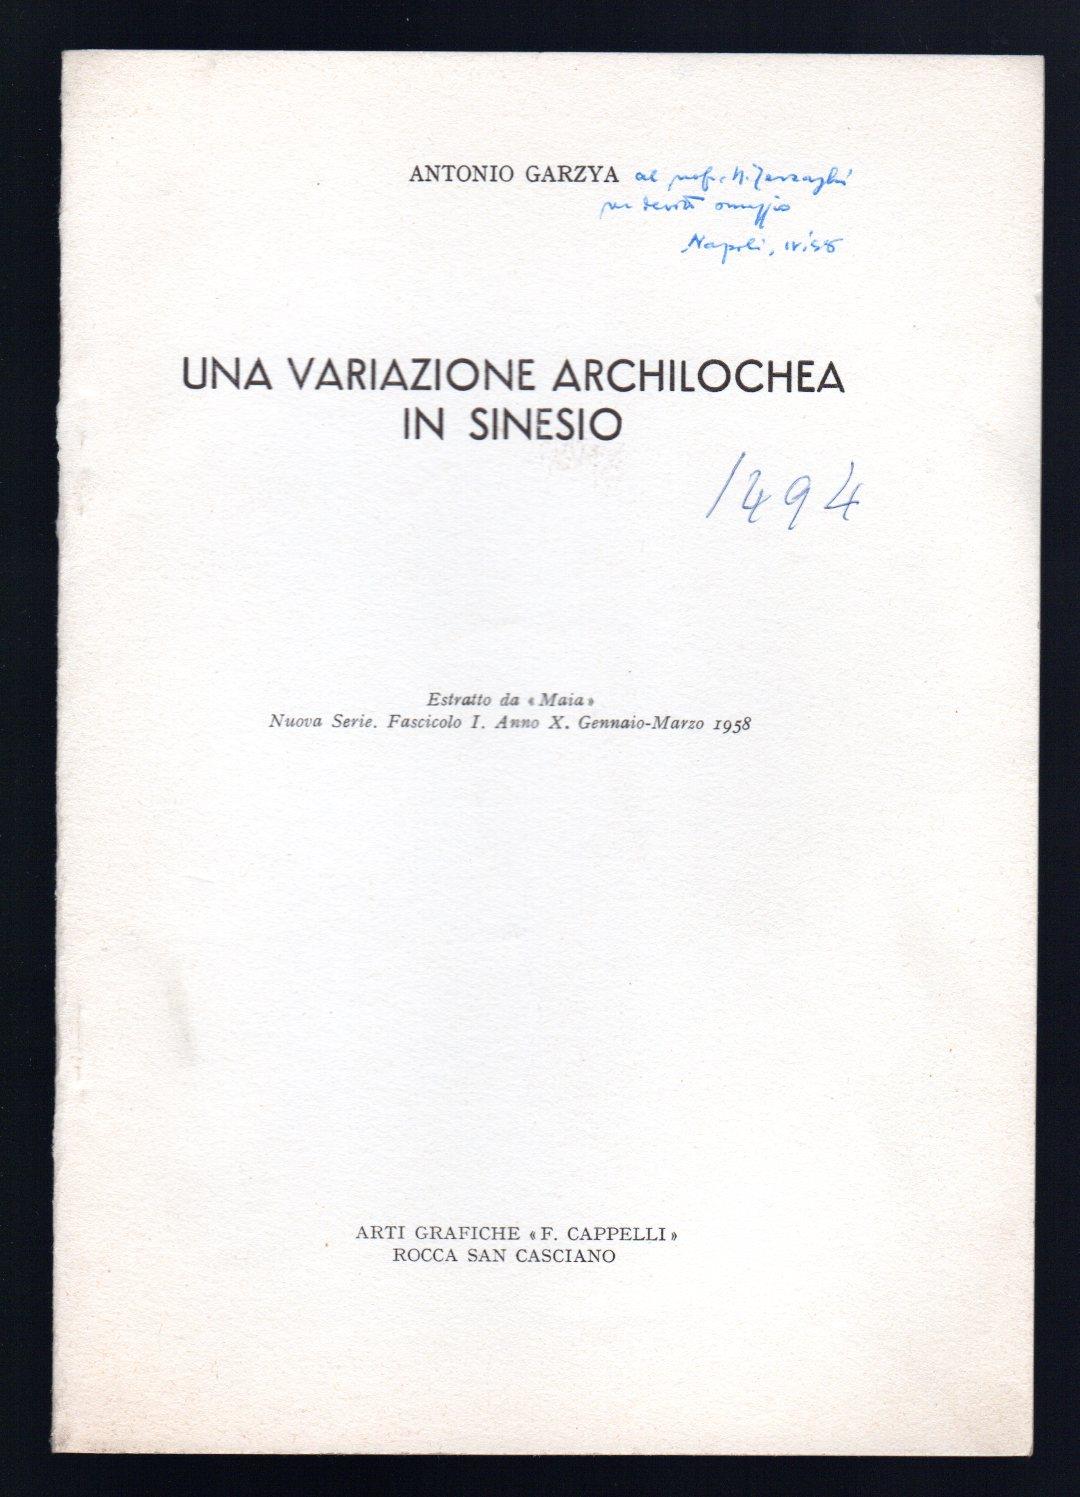 ANTONIO GARZYA al prof. N. Terzaghi
in devoto omaggio
Napoli, IV.'58
UNA VARIAZIONE ARCHILOCHEA
IN SINESIO
1494
Estratto da «Maia»
Nuova Serie. Fascicolo I. Anno X. Gennaio-Marzo 1958
ARTI GRAFICHE «F. CAPPELLI»
ROCCA SAN CASCIANO